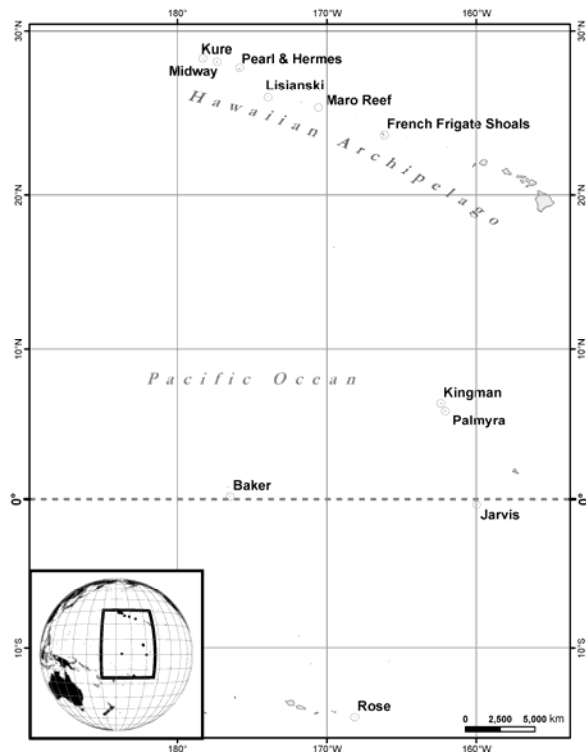 180°
170°W
160°W
30°N
30°N
Kure
Pearl & Hermes
Midway
Lisianski
Maro Reef
French Frigate Shoals
Hawaiian Archipelago
20°N
20°N
10°N
10°N
Pacific Ocean
Kingman
Palmyra
Baker
0°
0°
Jarvis
10°S
10°S
Rose
0 2,500 5,000 km
180°
170°W
160°W